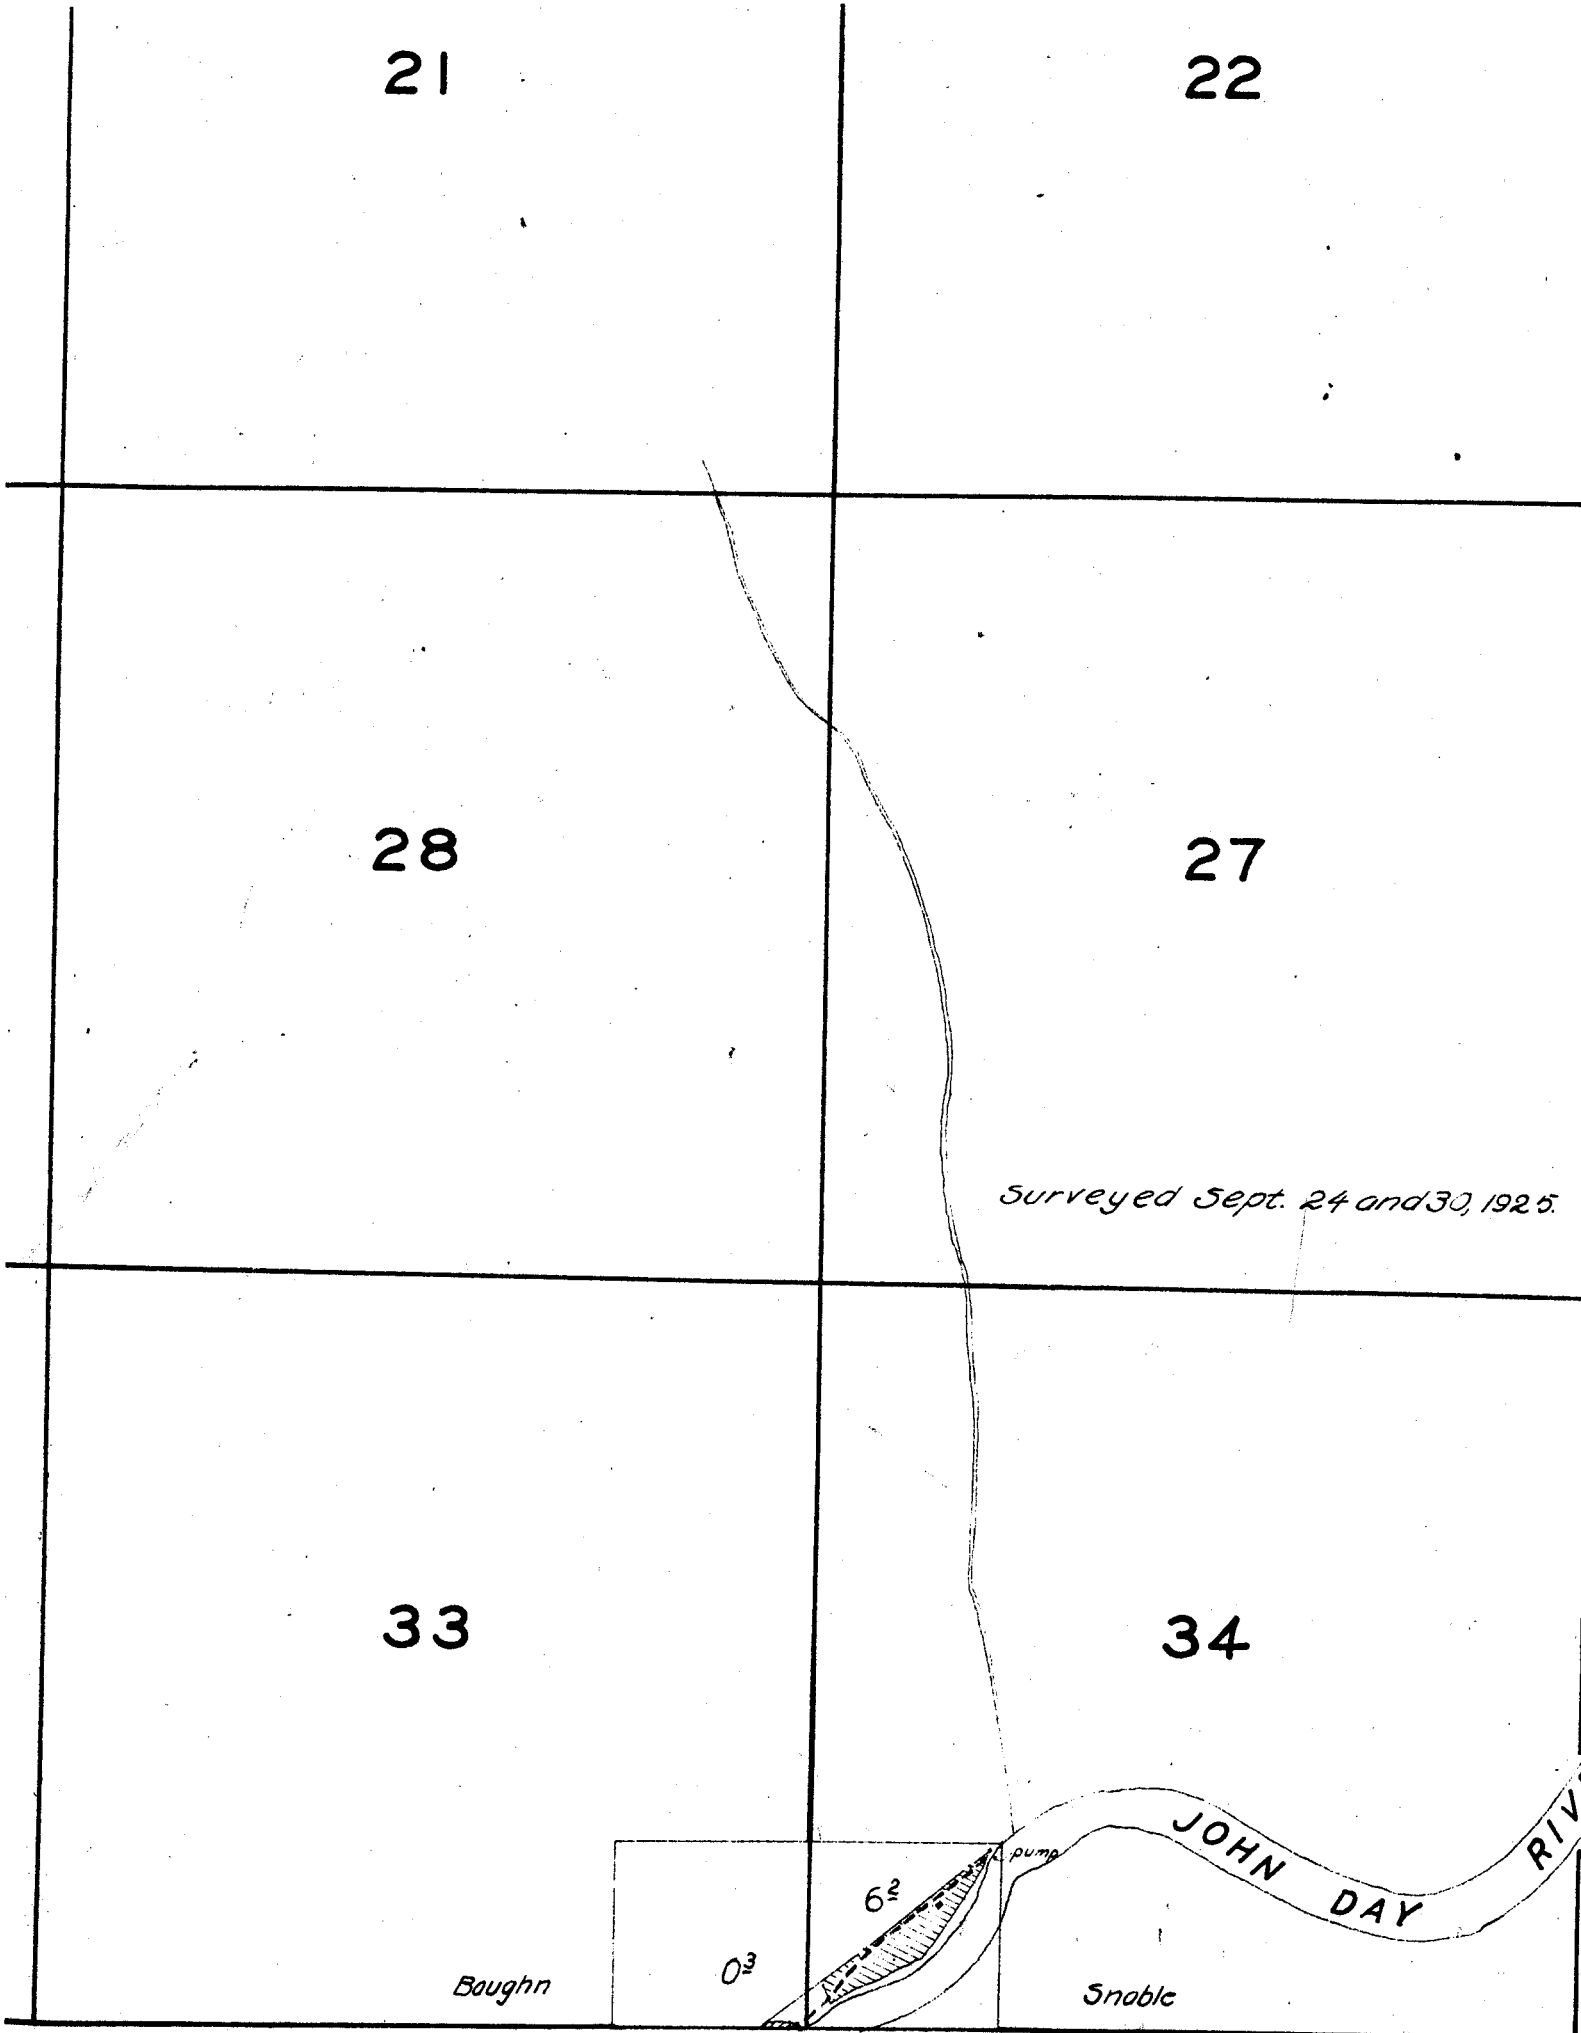 21
22
28
27
Surveyed Sept. 24 and 30, 1925.
33
34
JOHN DAY RIV
pump
6²
0³
Baughn
Snable